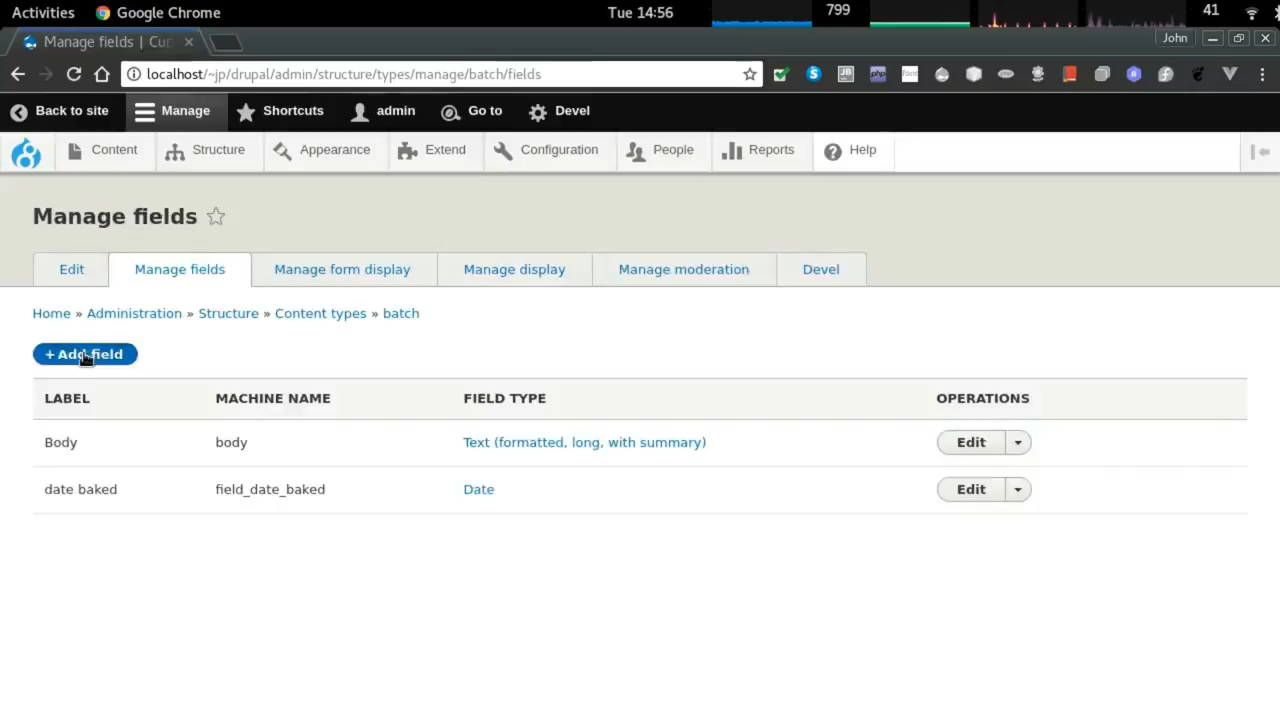 Activities Google Chrome Tue 14:56 799 41
Manage fields | Cup John
localhost/~jp/drupal/admin/structure/types/manage/batch/fields
Back to site Manage Shortcuts admin Go to Devel
Content Structure Appearance Extend Configuration People Reports Help
Manage fields
Edit Manage fields Manage form display Manage display Manage moderation Devel
Home » Administration » Structure » Content types » batch
+ Add field
LABEL MACHINE NAME FIELD TYPE OPERATIONS
Body body Text (formatted, long, with summary) Edit
date baked field_date_baked Date Edit